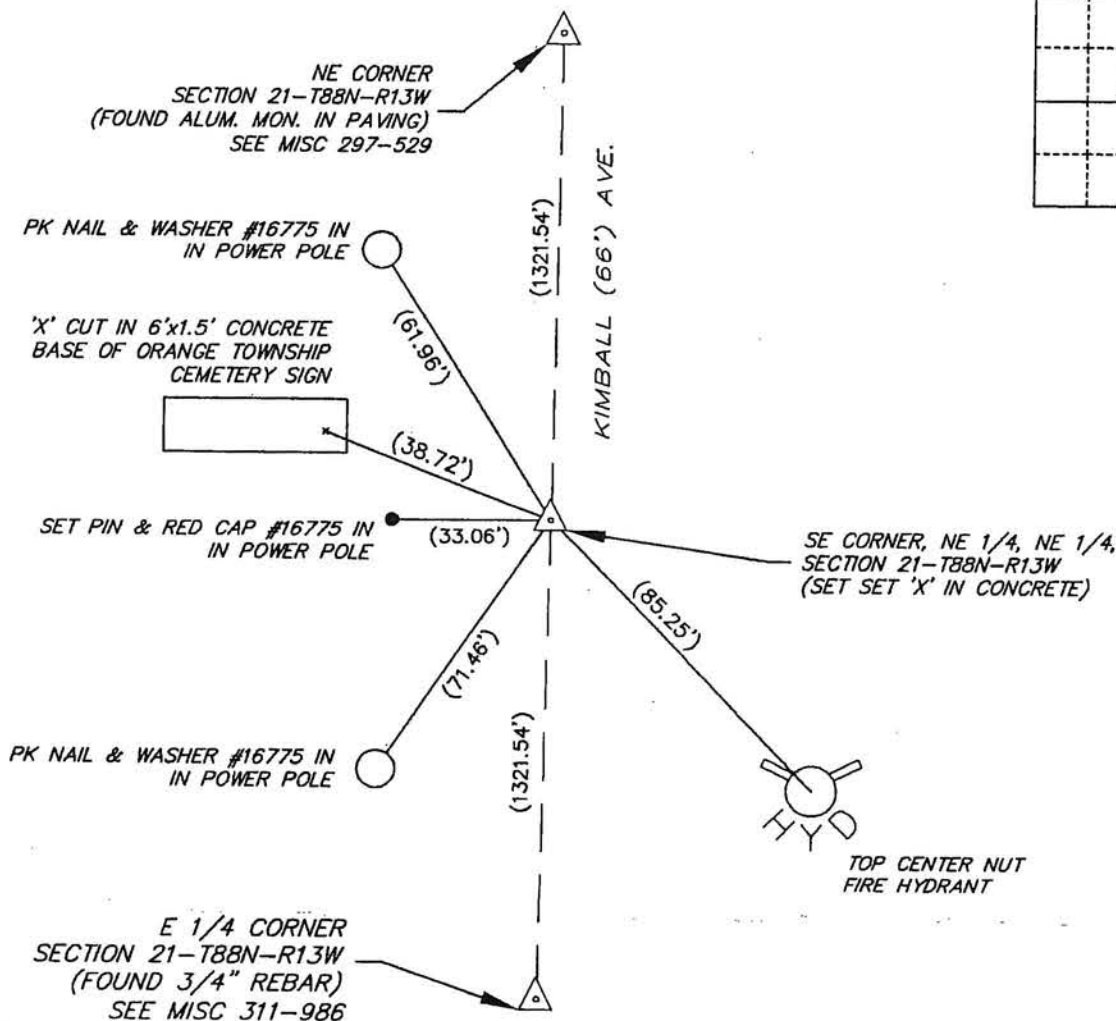 NE CORNER
SECTION 21-T88N-R13W
(FOUND ALUM. MON. IN PAVING)
SEE MISC 297-529
(1321.54')
KIMBALL (66') AVE.
PK NAIL & WASHER #16775 IN
IN POWER POLE
(61.96')
'X' CUT IN 6'x1.5' CONCRETE
BASE OF ORANGE TOWNSHIP
CEMETERY SIGN
(38.72')
SET PIN & RED CAP #16775 IN
IN POWER POLE
(33.06')
SE CORNER, NE 1/4, NE 1/4,
SECTION 21-T88N-R13W
(SET SET 'X' IN CONCRETE)
(85.25')
(71.46')
PK NAIL & WASHER #16775 IN
IN POWER POLE
(1321.54')
HYD
TOP CENTER NUT
FIRE HYDRANT
E 1/4 CORNER
SECTION 21-T88N-R13W
(FOUND 3/4" REBAR)
SEE MISC 311-986